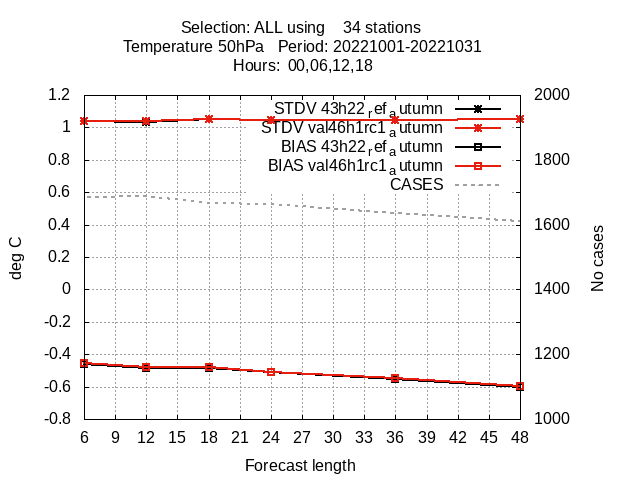 Selection: ALL using    34 stations
Temperature 50hPa   Period: 20221001-20221031
Hours:  00,06,12,18
1.2 2000
STDV 43h22ref_autumn
1 STDV val46h1rc1_autumn
BIAS 43h22ref_autumn
0.8 BIAS val46h1rc1autumn 1800
0.6 CASES
0.4 1600
deg C 0.2 No cases
0 1400
-0.2
-0.4 1200
-0.6
-0.8 1000
6 9 12 15 18 21 24 27 30 33 36 39 42 45 48
Forecast length